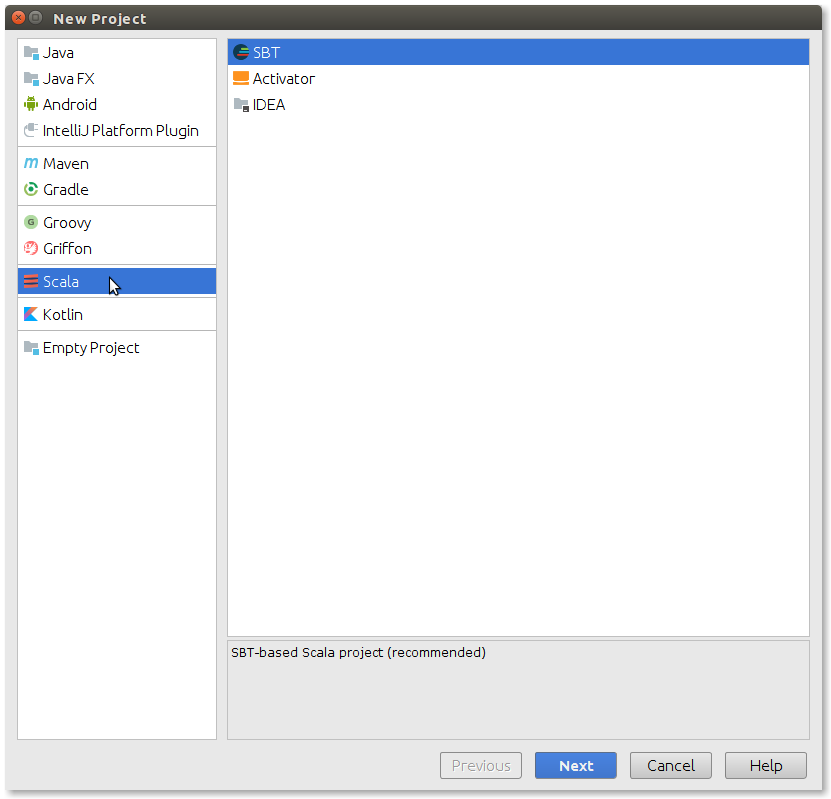 New Project
Java
Java FX
Android
IntelliJ Platform Plugin
Maven
Gradle
Groovy
Griffon
Scala
Kotlin
Empty Project
SBT
Activator
IDEA
SBT-based Scala project (recommended)
Previous
Next
Cancel
Help